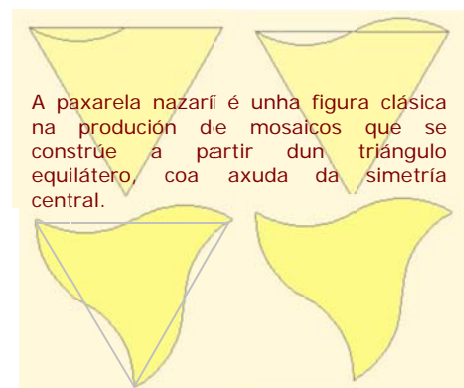 A paxarela nazarí é unha figura clásica
na produción de mosaicos que se
constrúe a partir dun triángulo
equilátero, coa axuda da simetría
central.